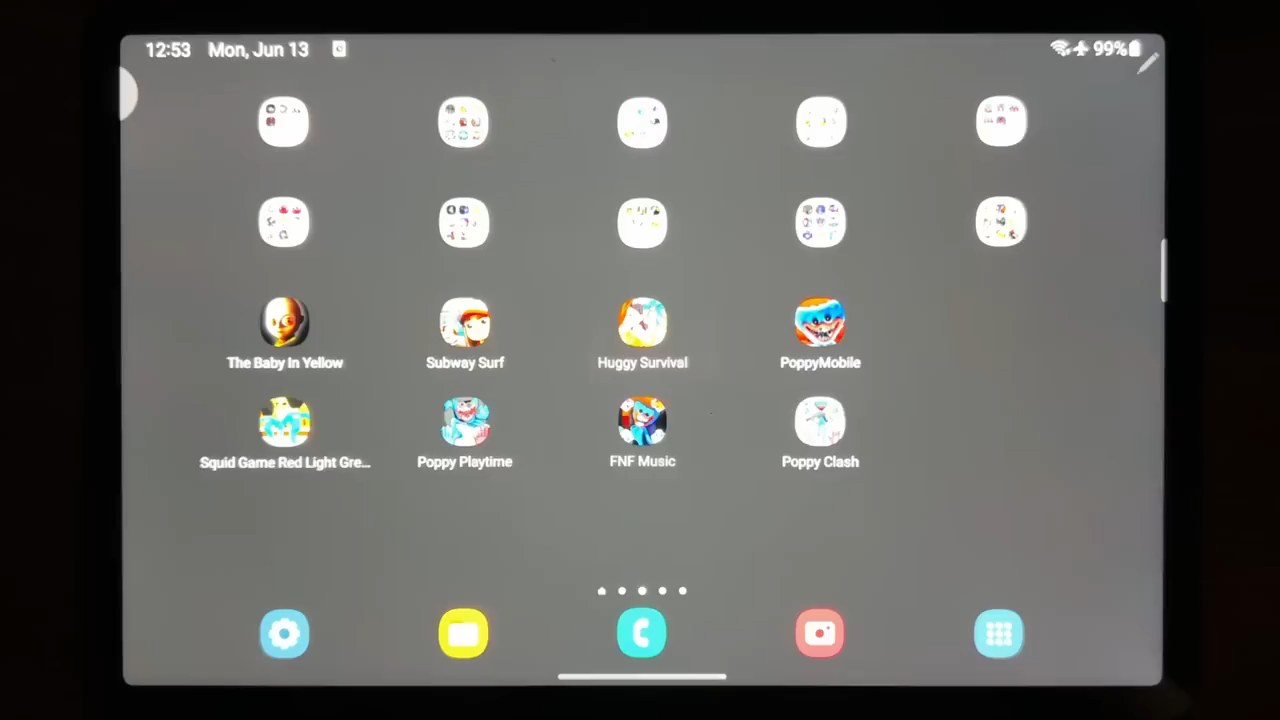 12:53 Mon, Jun 13 99%
The Baby In Yellow Subway Surf Huggy Survival PoppyMobile
Squid Game Red Light Gre... Poppy Playtime FNF Music Poppy Clash